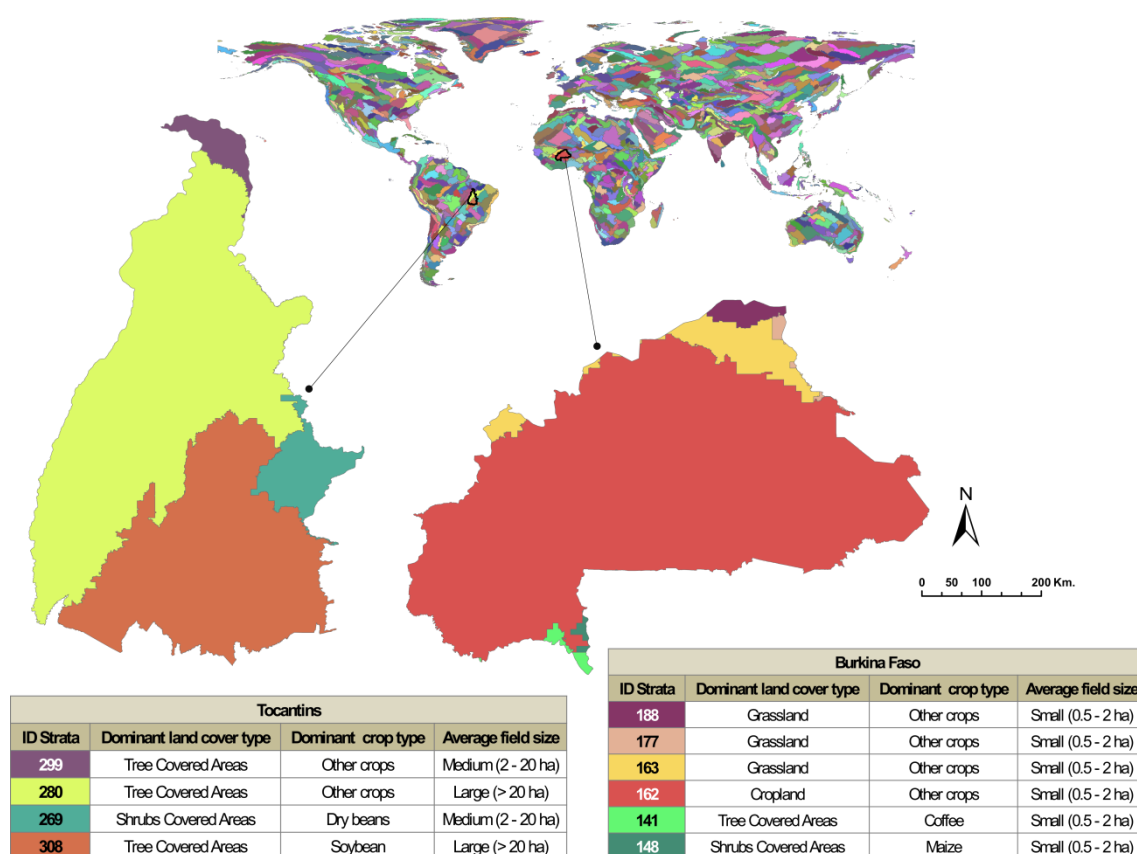 N
0 50 100 200 Km.
Tocantins
ID Strata Dominant land cover type Dominant crop type Average field size
299 Tree Covered Areas Other crops Medium (2 - 20 ha)
280 Tree Covered Areas Other crops Large (> 20 ha)
269 Shrubs Covered Areas Dry beans Medium (2 - 20 ha)
308 Tree Covered Areas Soybean Large (> 20 ha)
Burkina Faso
ID Strata Dominant land cover type Dominant crop type Average field size
188 Grassland Other crops Small (0.5 - 2 ha)
177 Grassland Other crops Small (0.5 - 2 ha)
163 Grassland Other crops Small (0.5 - 2 ha)
162 Cropland Other crops Small (0.5 - 2 ha)
141 Tree Covered Areas Coffee Small (0.5 - 2 ha)
148 Shrubs Covered Areas Maize Small (0.5 - 2 ha)